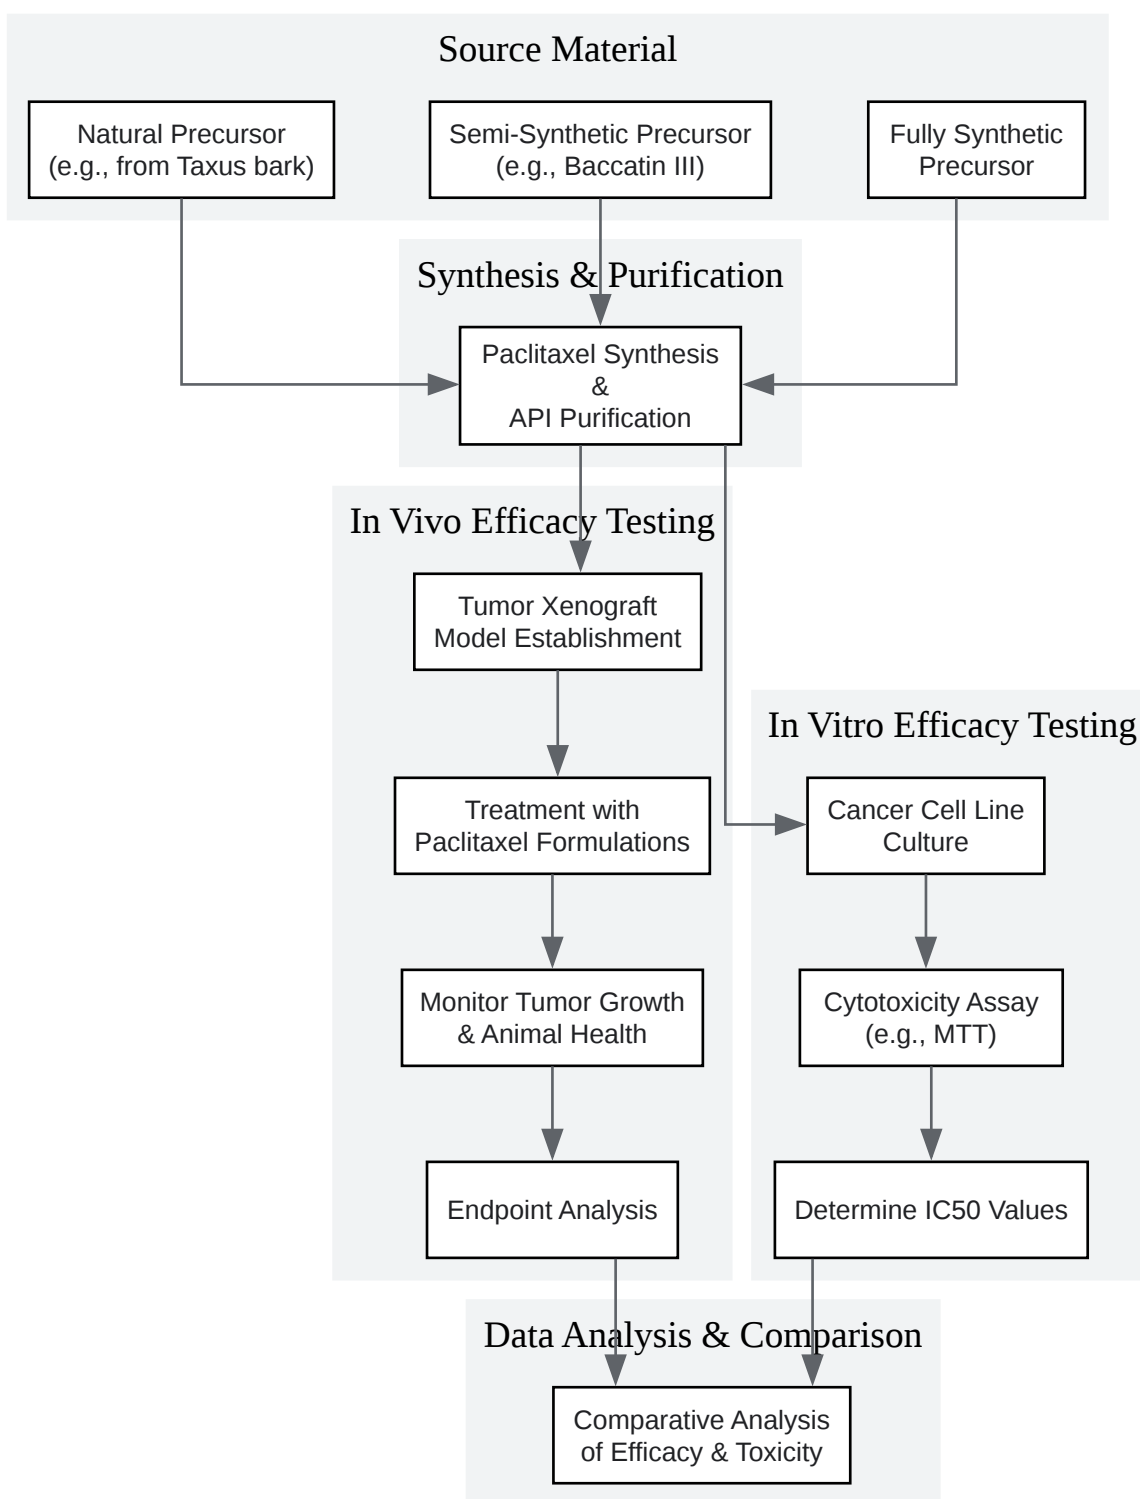 Source Material
Natural Precursor
(e.g., from Taxus bark)
Semi-Synthetic Precursor
(e.g., Baccatin III)
Fully Synthetic
Precursor
Synthesis & Purification
Paclitaxel Synthesis
&
API Purification
In Vivo Efficacy Testing
Tumor Xenograft
Model Establishment
Treatment with
Paclitaxel Formulations
Monitor Tumor Growth
& Animal Health
Endpoint Analysis
In Vitro Efficacy Testing
Cancer Cell Line
Culture
Cytotoxicity Assay
(e.g., MTT)
Determine IC50 Values
Data Analysis & Comparison
Comparative Analysis
of Efficacy & Toxicity